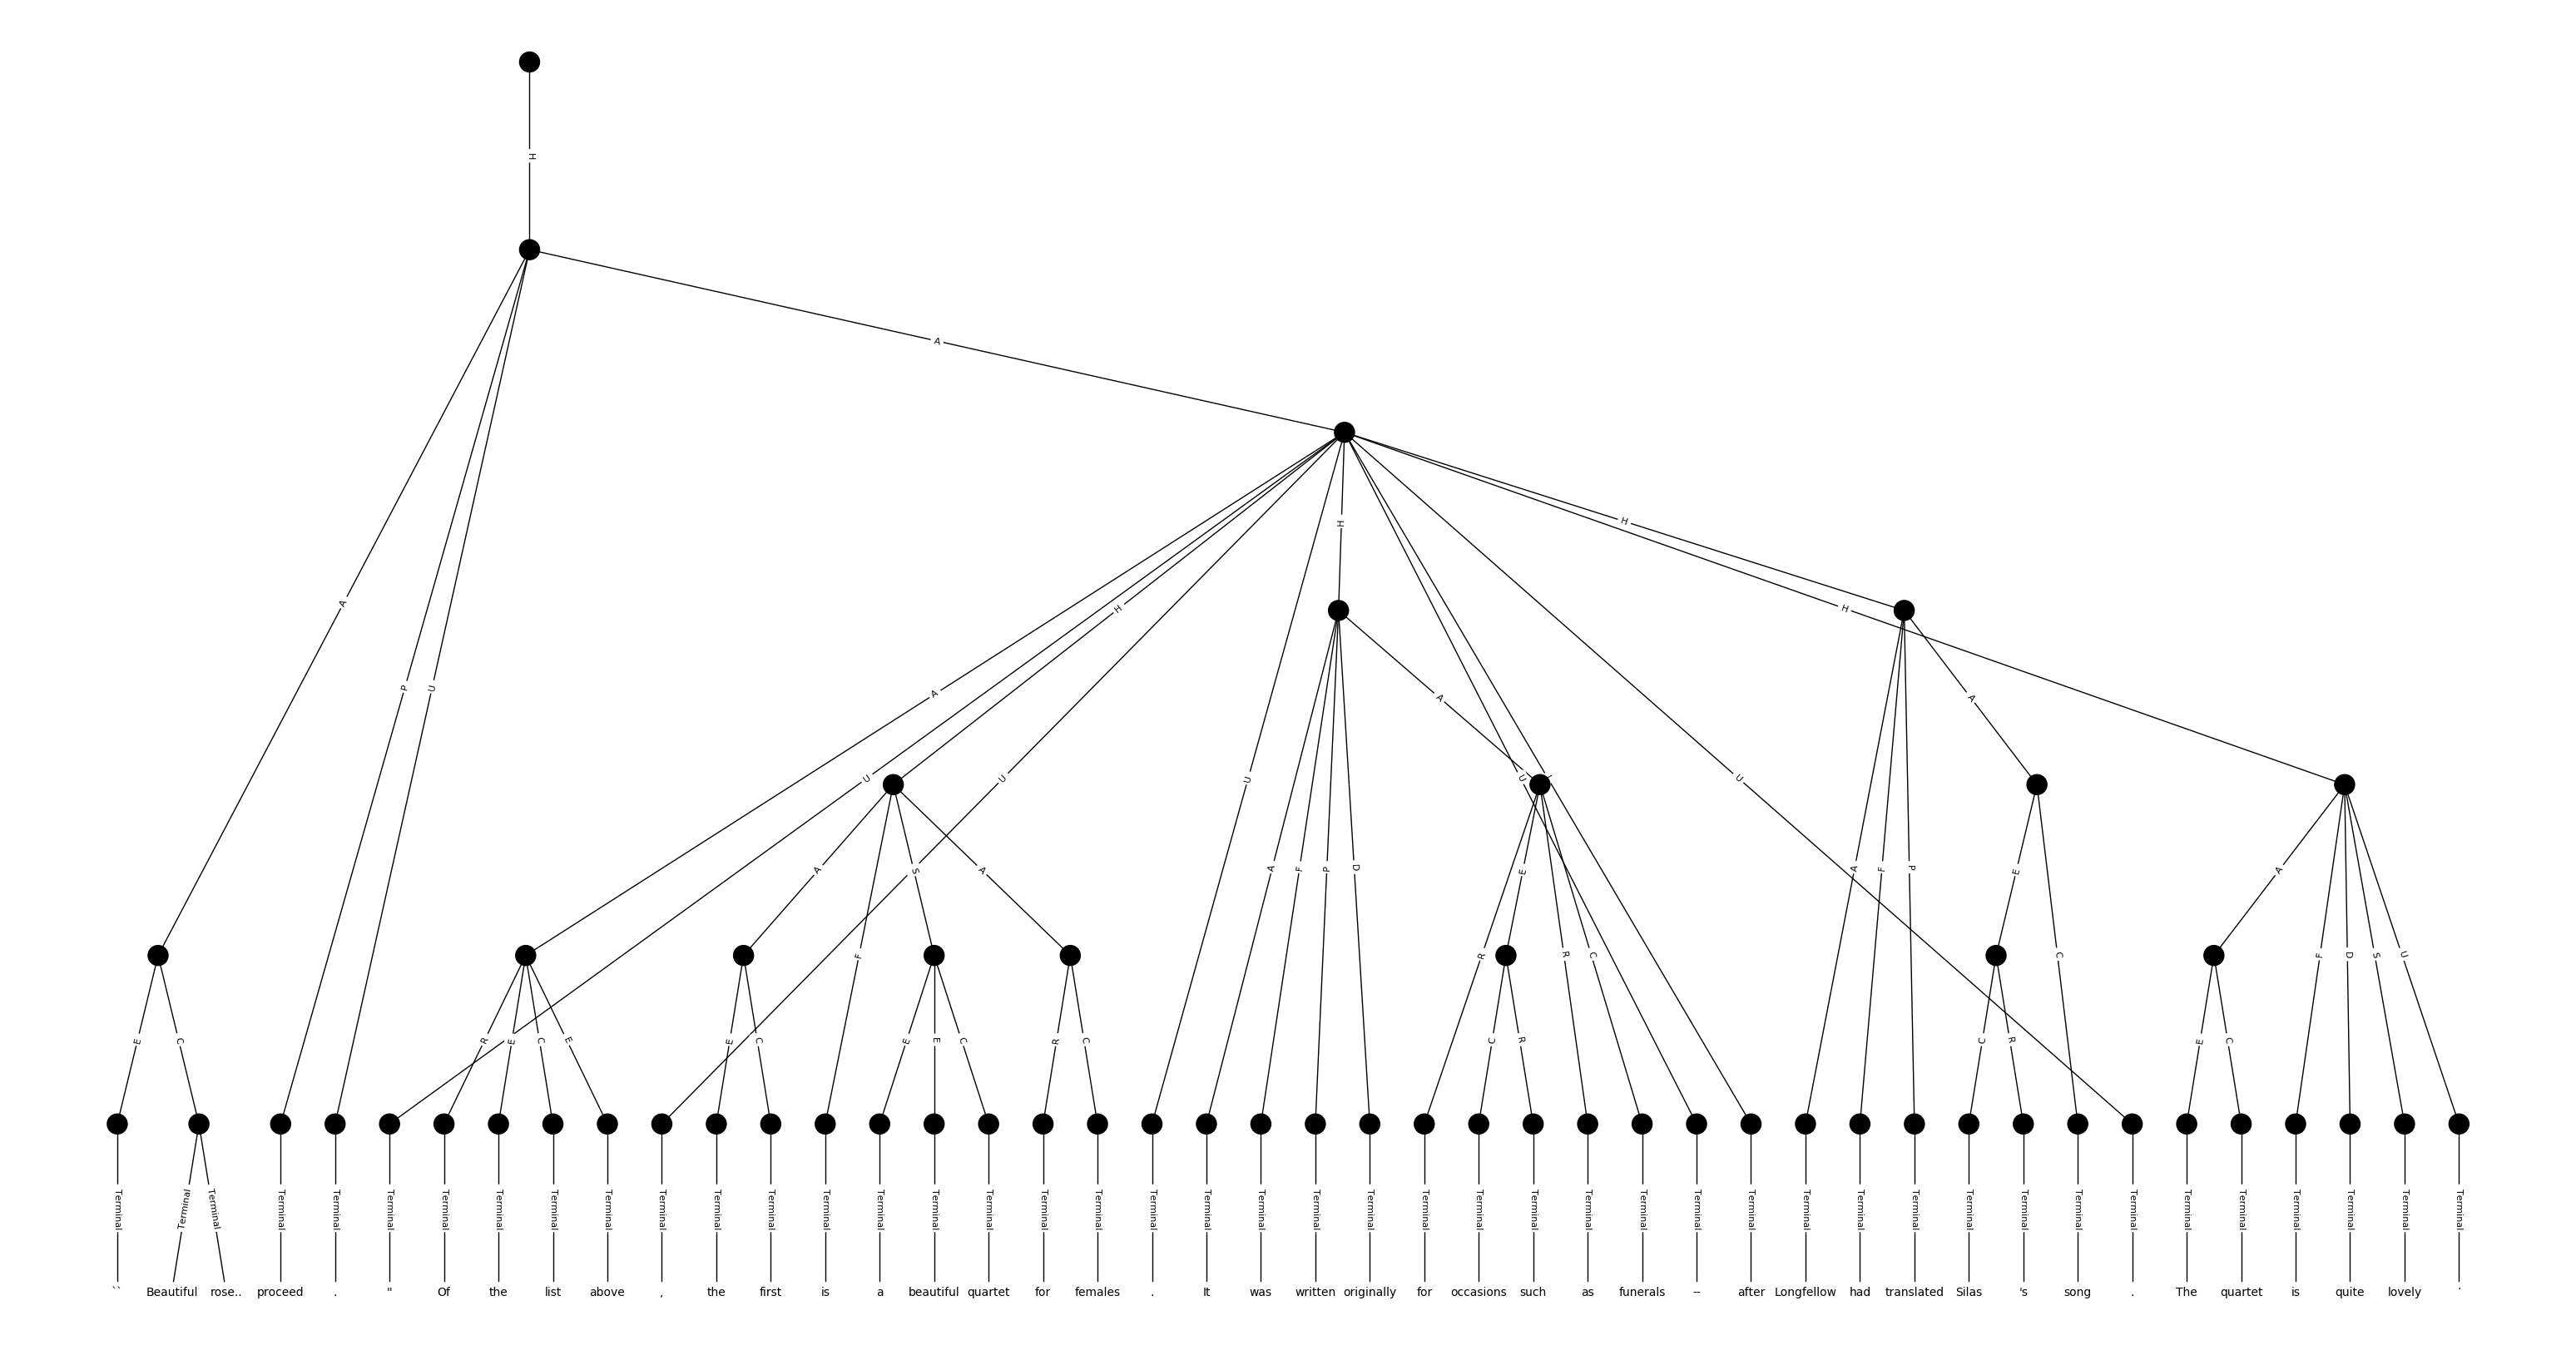 H
A
H
H
H
A
H
A
P
U
A
U
U
U
A
U
U
A
A
S
A
A
F
P
D
E
A
F
P
E
A
F
R
E
R
C
C
F
D
S
U
E
C
R
E
C
E
E
C
E
E
C
R
C
C
R
C
R
E
C
Terminal Terminal Terminal Terminal Terminal Terminal Terminal Terminal Terminal Terminal Terminal Terminal Terminal Terminal Terminal Terminal Terminal Terminal Terminal Terminal Terminal Terminal Terminal Terminal Terminal Terminal Terminal Terminal Terminal Terminal Terminal Terminal Terminal Terminal Terminal Terminal Terminal Terminal Terminal Terminal Terminal Terminal Terminal Terminal
`` Beautiful rose.. proceed . " Of the list above , the first is a beautiful quartet for females . It was written originally for occasions such as funerals -- after Longfellow had translated Silas 's song . The quartet is quite lovely .